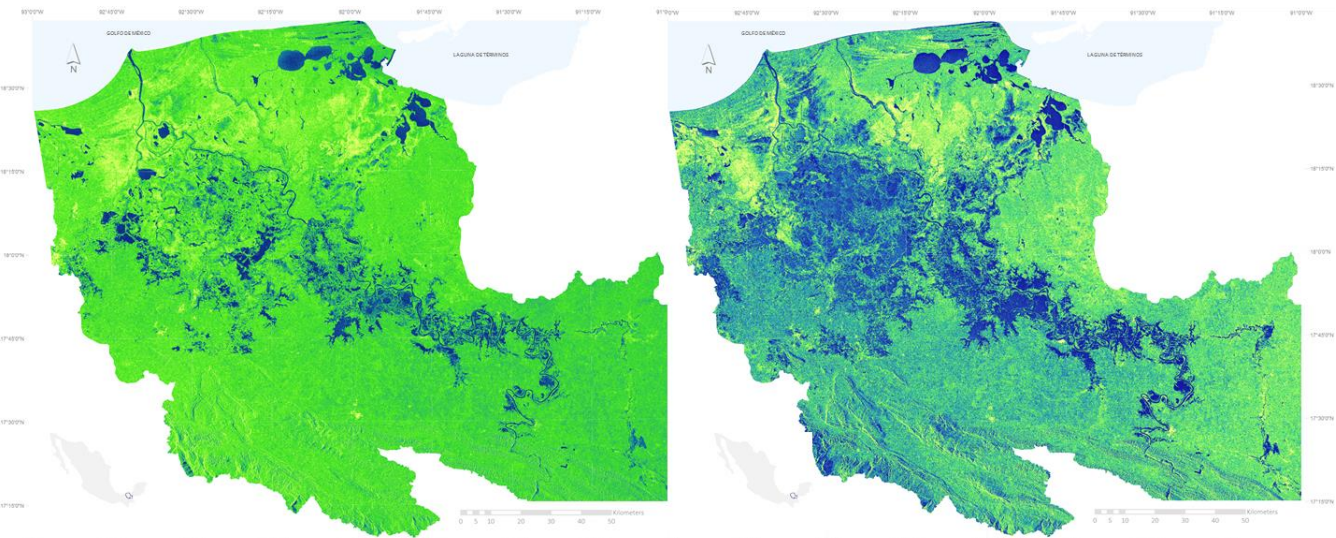 93°0'0"W 92°45'0"W 92°30'0"W 92°15'0"W 92°0'0"W 91°45'0"W 91°30'0"W 91°15'0"W
92°45'0"W 92°30'0"W 92°15'0"W 92°0'0"W 91°45'0"W 91°30'0"W 91°15'0"W 91°0'0"W
GOLFO DE MÉXICO
LAGUNA DE TÉRMINOS
GOLFO DE MÉXICO
LAGUNA DE TÉRMINOS
N
N
18°30'0"N
18°30'0"N
18°15'0"N
18°15'0"N
18°0'0"N
18°0'0"N
17°45'0"N
17°45'0"N
17°30'0"N
17°30'0"N
17°15'0"N
17°15'0"N
Kilometers
0 5 10 20 30 40 50
Kilometers
0 5 10 20 30 40 50